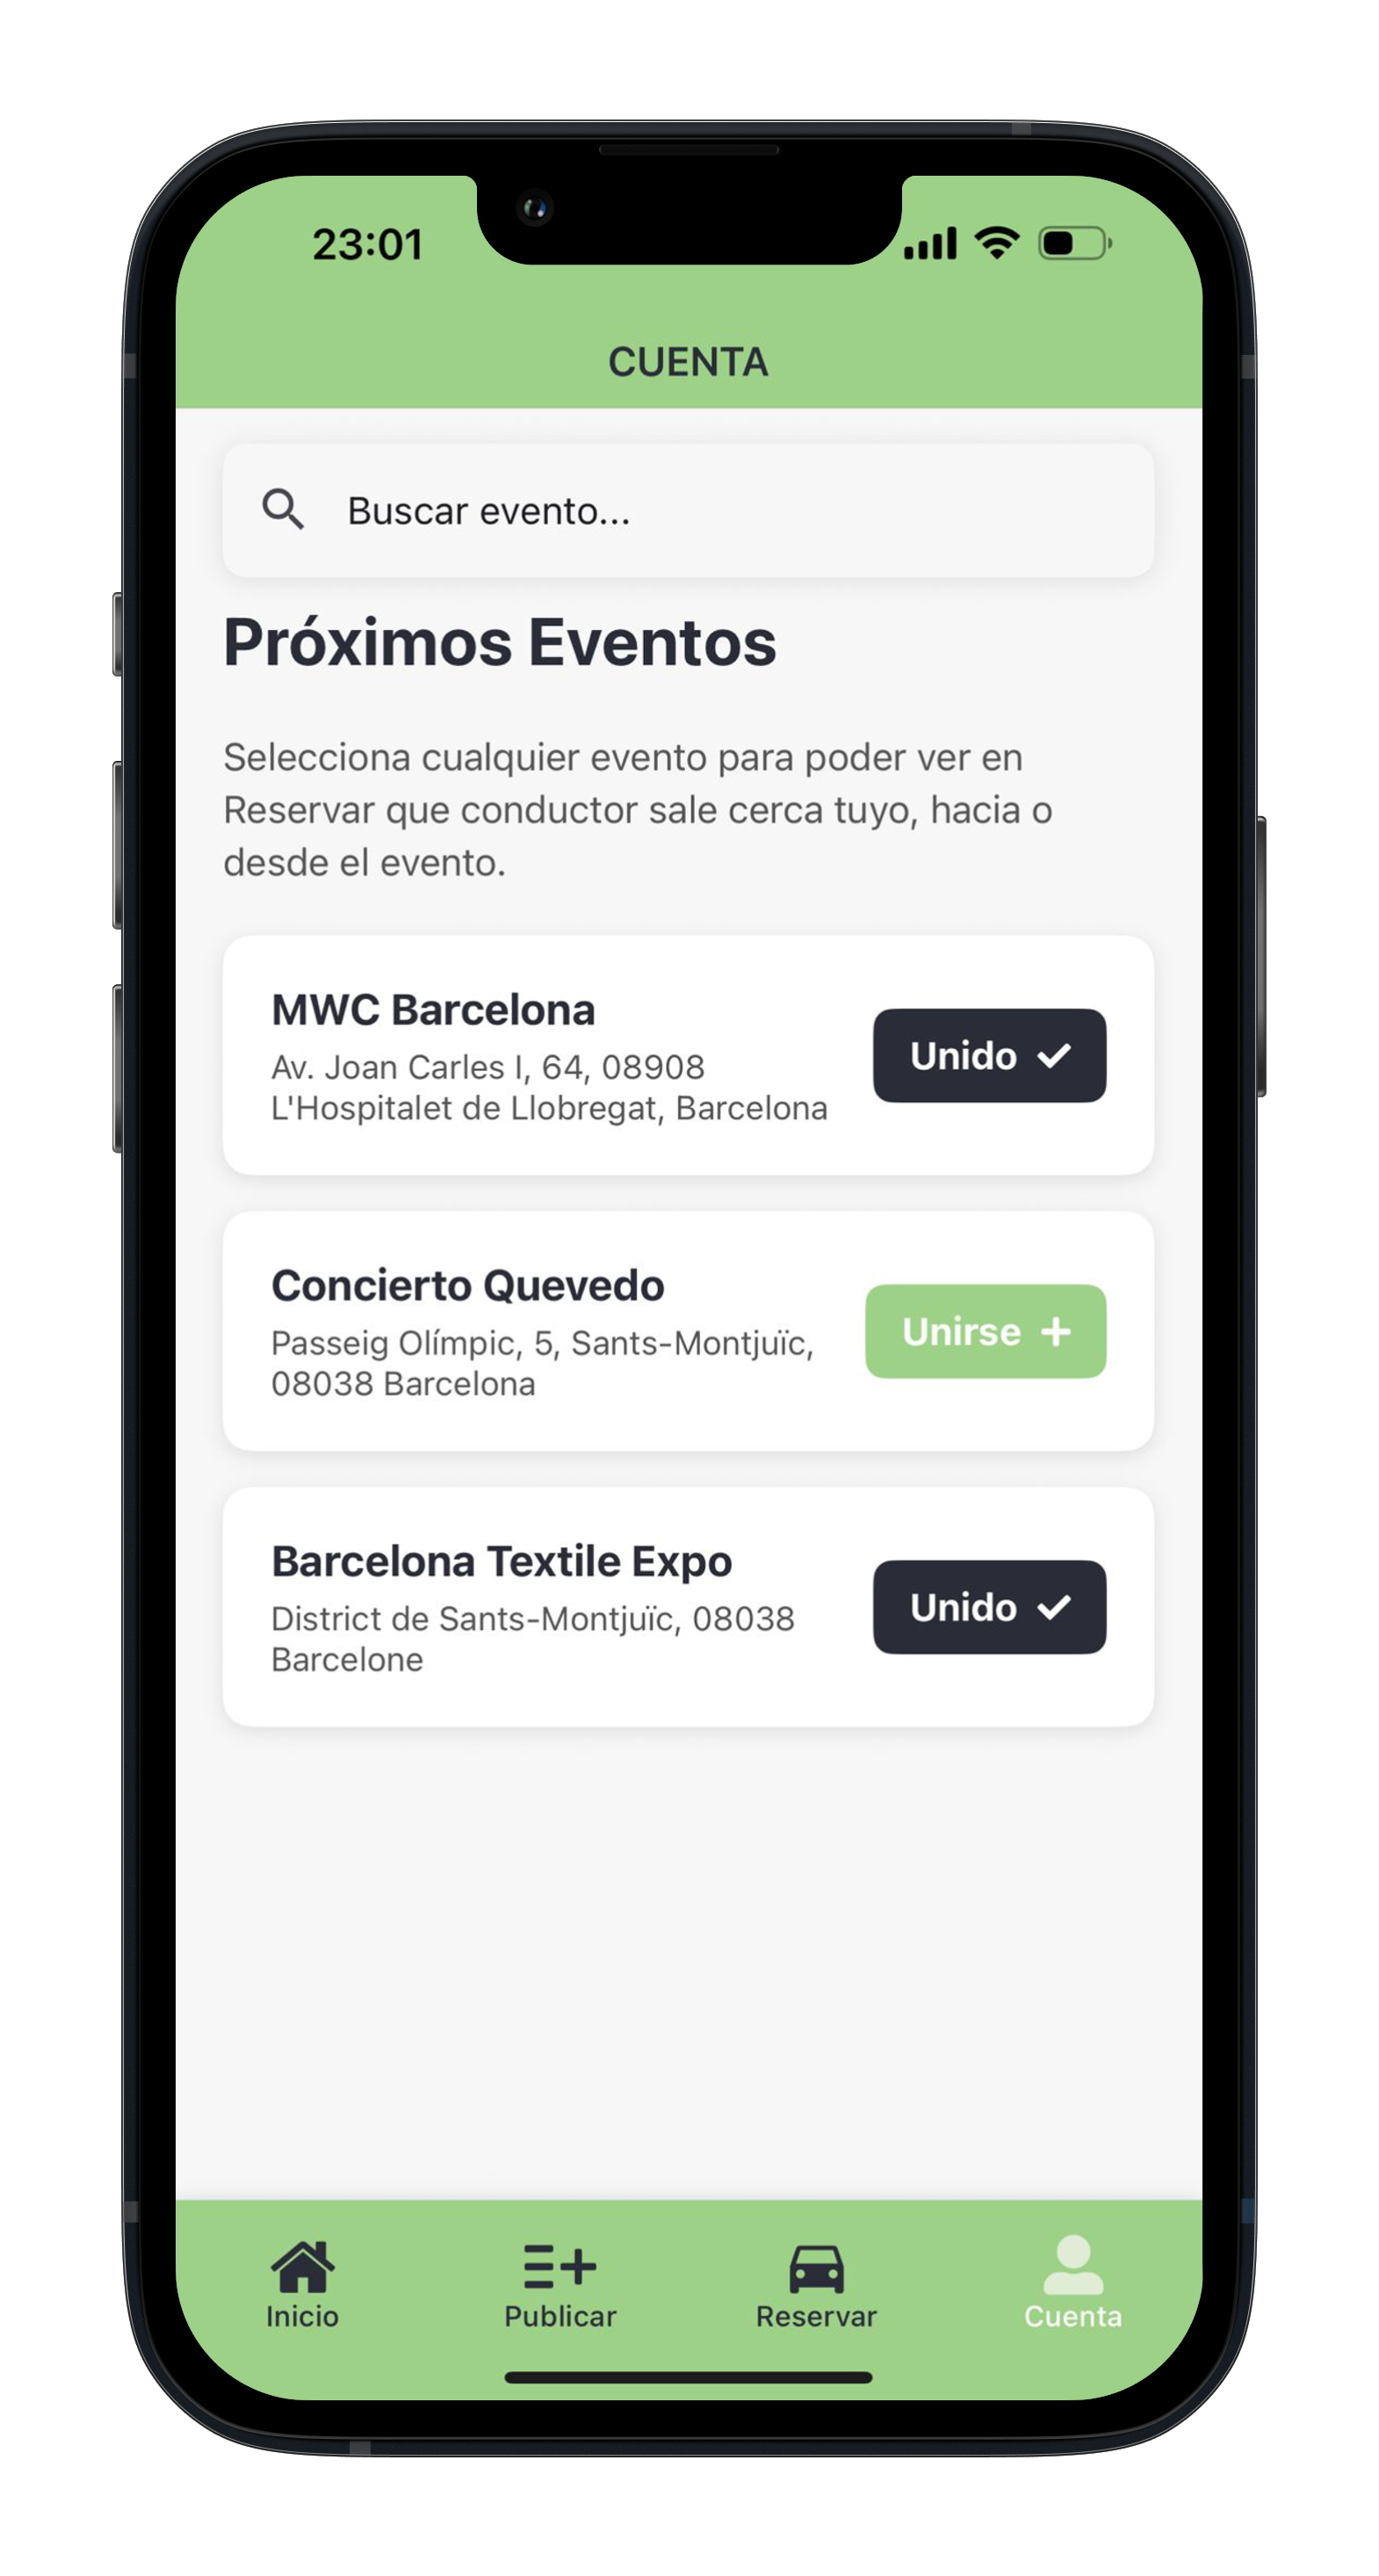 23:01
CUENTA
Buscar evento...
Próximos Eventos
Selecciona cualquier evento para poder ver en
Reservar que conductor sale cerca tuyo, hacia o
desde el evento.
MWC Barcelona
Av. Joan Carles I, 64, 08908
L'Hospitalet de Llobregat, Barcelona
Unido
Concierto Quevedo
Passeig Olímpic, 5, Sants-Montjuïc,
08038 Barcelona
Unirse +
Barcelona Textile Expo
District de Sants-Montjuïc, 08038
Barcelone
Unido
Inicio
Publicar
Reservar
Cuenta